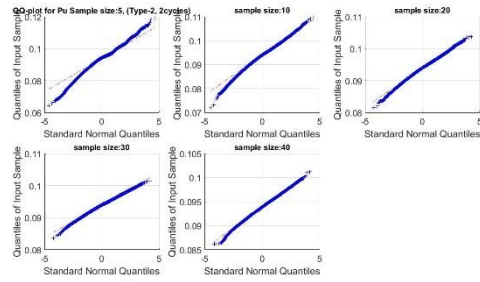 QQ-plot for Pu Sample size:5, (Type-2, 2cycles)
Quantiles of Input Sample
0.12
0.1
0.08
0.06
-5 0 5
Standard Normal Quantiles
sample size:10
Quantiles of Input Sample
0.11
0.1
0.09
0.08
0.07
-5 0 5
Standard Normal Quantiles
sample size:20
Quantiles of Input Sample
0.11
0.1
0.09
0.08
-5 0 5
Standard Normal Quantiles
sample size:30
Quantiles of Input Sample
0.11
0.1
0.09
0.08
-5 0 5
Standard Normal Quantiles
sample size:40
Quantiles of Input Sample
0.105
0.1
0.095
0.09
0.085
-5 0 5
Standard Normal Quantiles